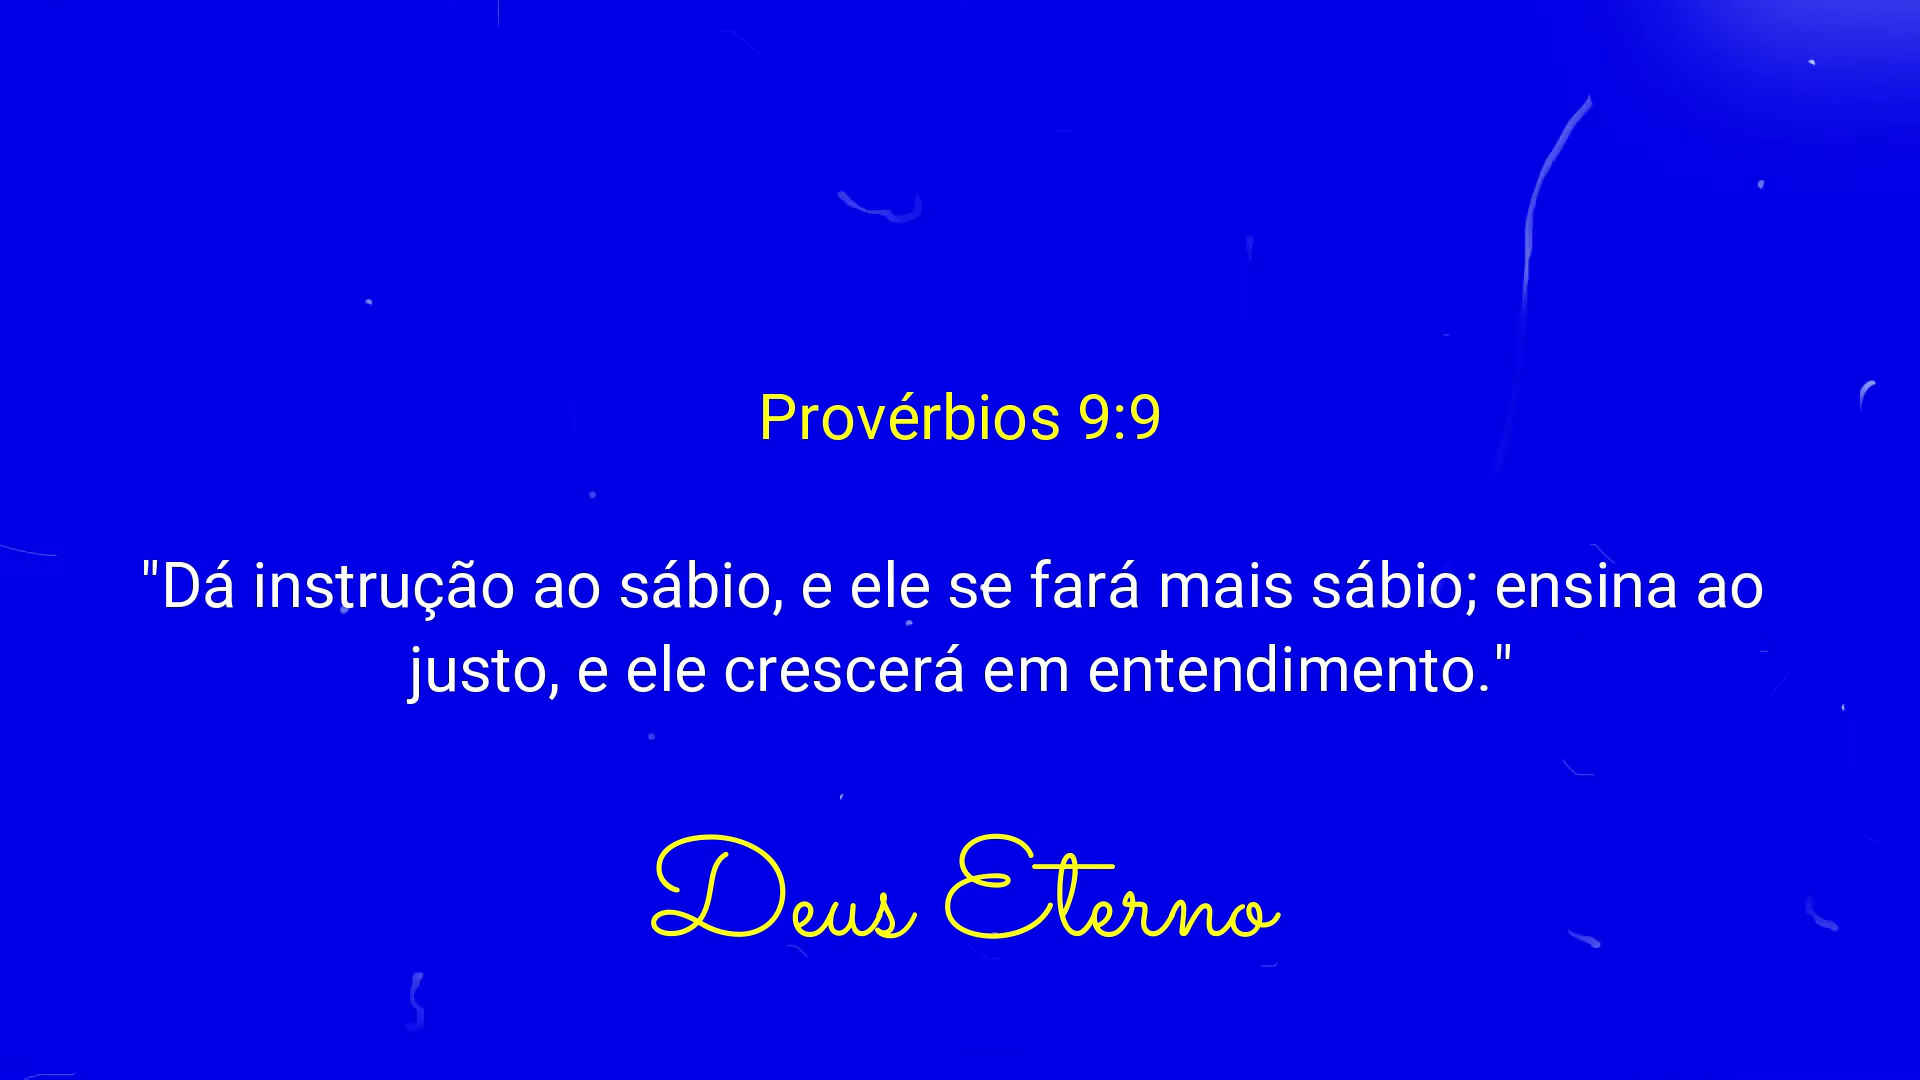 Provérbios 9:9
"Dá instrução ao sábio, e ele se fará mais sábio; ensina ao
justo, e ele crescerá em entendimento."
Deus Eterno